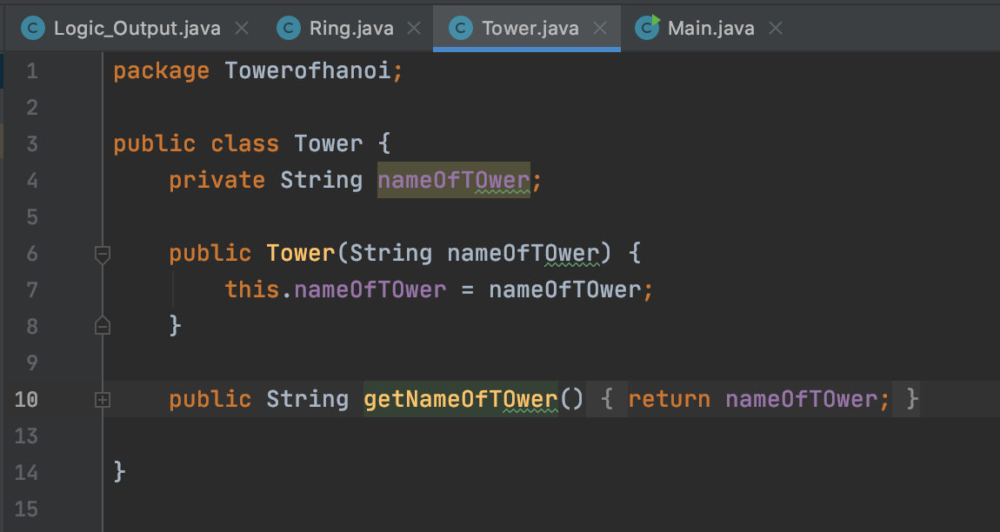 Logic_Output.java Ring.java Tower.java Main.java
1 package Towerofhanoi;
2
3 public class Tower {
4 private String nameOfTOwer;
5
6 public Tower(String nameOfTOwer) {
7 this.nameOfTOwer = nameOfTOwer;
8 }
9
10 public String getNameOfTOwer() { return nameOfTOwer; }
13
14 }
15